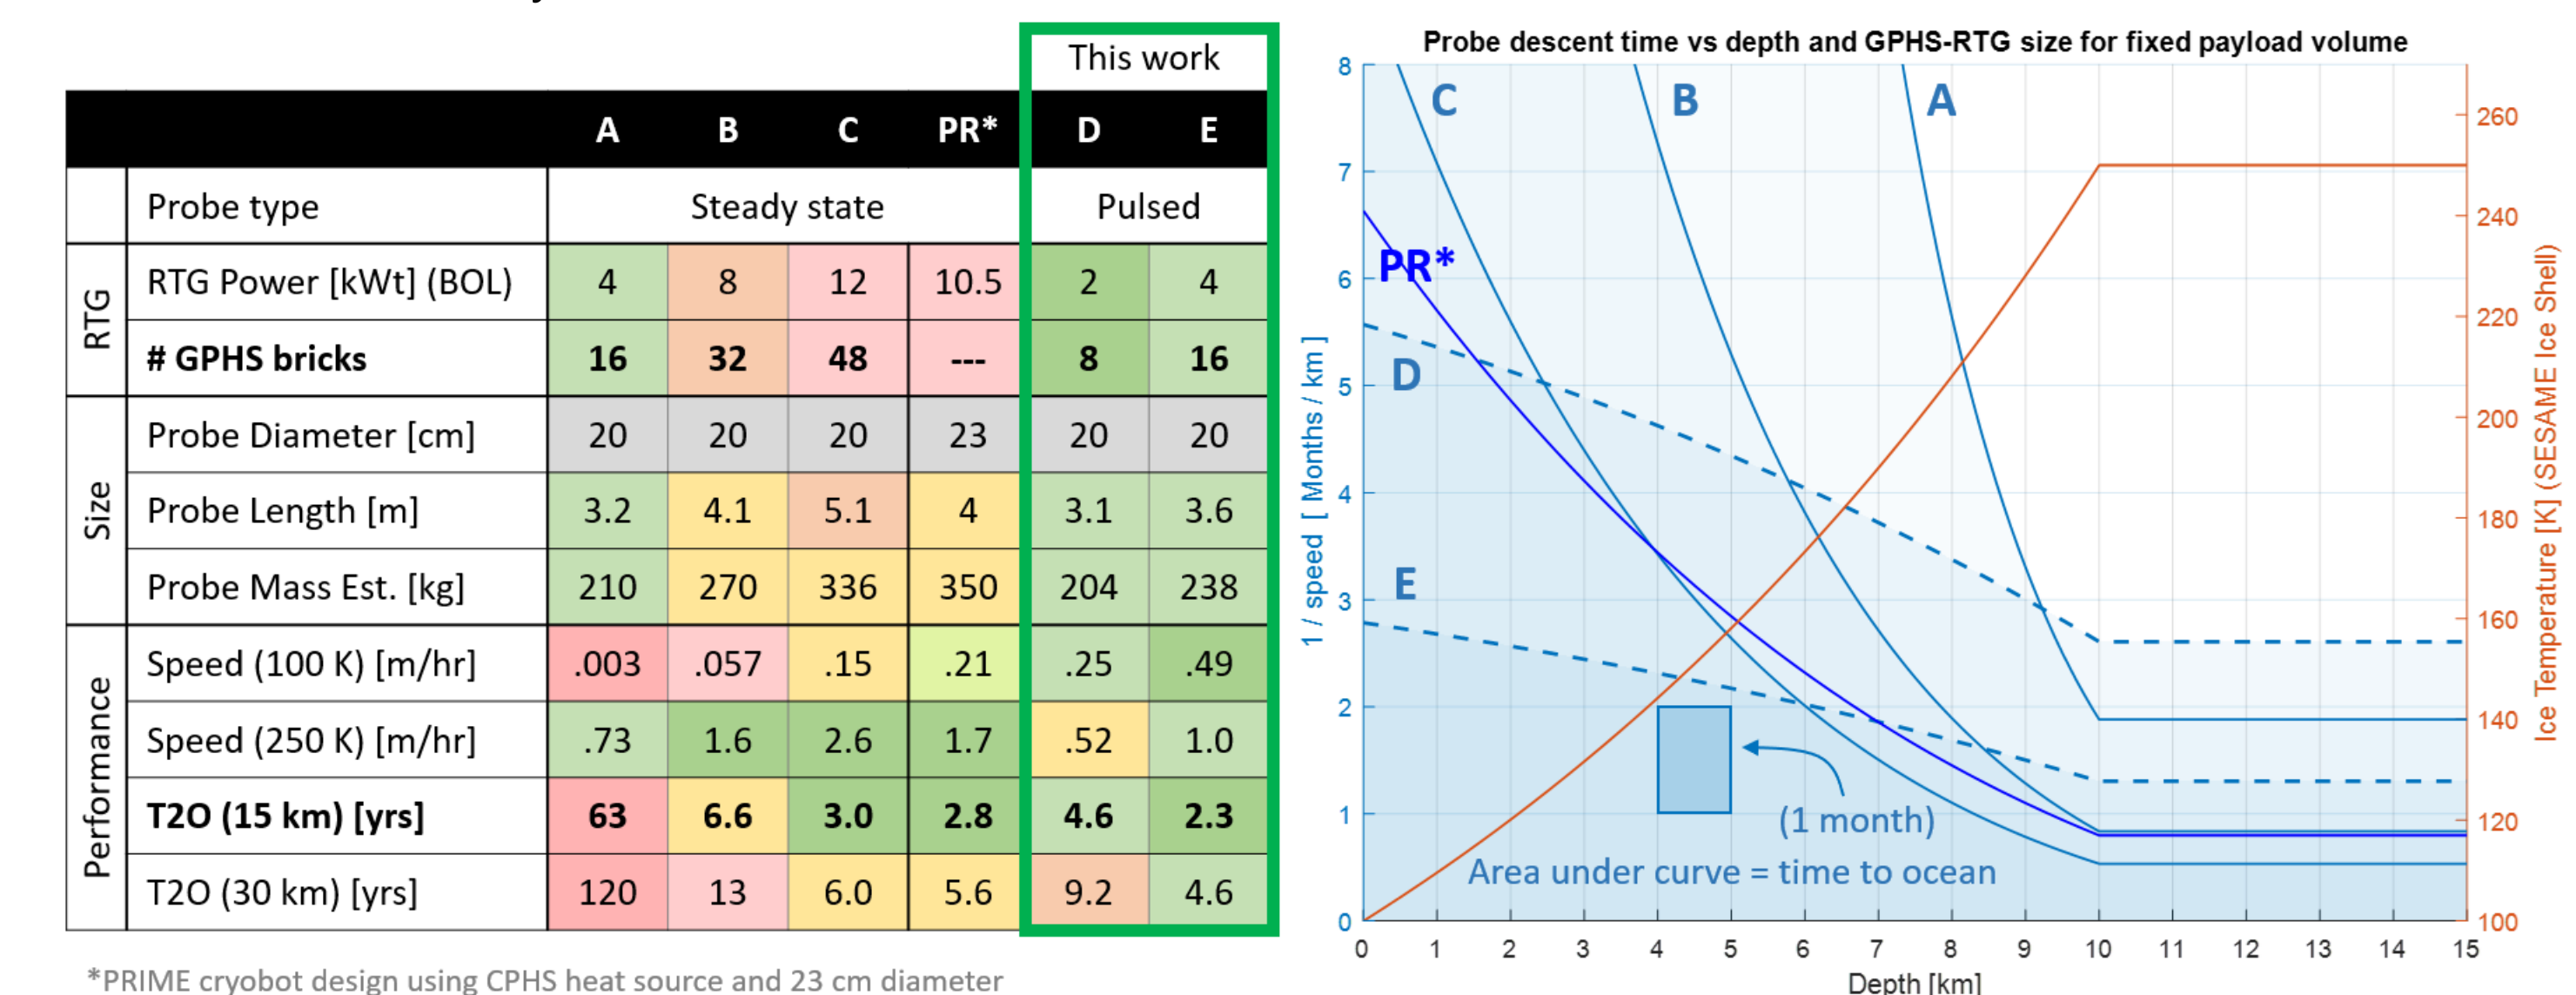 This work
A B C PR* D E
Probe type Steady state Pulsed
RTG
RTG Power [kWt] (BOL) 4 8 12 10.5 2 4
# GPHS bricks 16 32 48 --- 8 16
Size
Probe Diameter [cm] 20 20 20 23 20 20
Probe Length [m] 3.2 4.1 5.1 4 3.1 3.6
Probe Mass Est. [kg] 210 270 336 350 204 238
Performance
Speed (100 K) [m/hr] .003 .057 .15 .21 .25 .49
Speed (250 K) [m/hr] .73 1.6 2.6 1.7 .52 1.0
T2O (15 km) [yrs] 63 6.6 3.0 2.8 4.6 2.3
T2O (30 km) [yrs] 120 13 6.0 5.6 9.2 4.6
*PRIME cryobot design using CPHS heat source and 23 cm diameter
Probe descent time vs depth and GPHS-RTG size for fixed payload volume
1 / speed [ Months / km ]
8
7
6
5
4
3
2
1
0
C B A
PR*
D
E
(1 month)
Area under curve = time to ocean
260
240
220
200
180
160
140
120
100
Ice Temperature [K] (SESAME Ice Shell)
0 1 2 3 4 5 6 7 8 9 10 11 12 13 14 15
Depth [km]